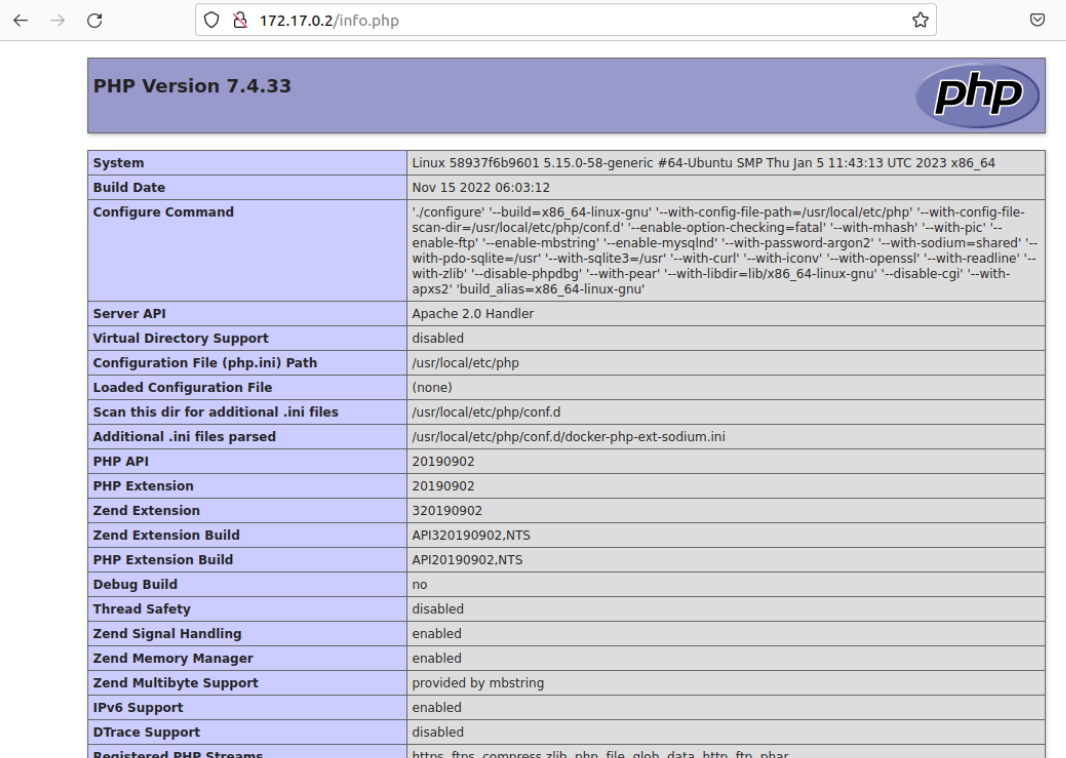 172.17.0.2/info.php
PHP Version 7.4.33
php
System Linux 58937f6b9601 5.15.0-58-generic #64-Ubuntu SMP Thu Jan 5 11:43:13 UTC 2023 x86_64
Build Date Nov 15 2022 06:03:12
Configure Command './configure' '--build=x86_64-linux-gnu' '--with-config-file-path=/usr/local/etc/php' '--with-config-file-
scan-dir=/usr/local/etc/php/conf.d' '--enable-option-checking=fatal' '--with-mhash' '--with-pic' '--
enable-ftp' '--enable-mbstring' '--enable-mysqlnd' '--with-password-argon2' '--with-sodium=shared' '--
with-pdo-sqlite=/usr' '--with-sqlite3=/usr' '--with-curl' '--with-iconv' '--with-openssl' '--with-readline' '--
with-zlib' '--disable-phpdbg' '--with-pear' '--with-libdir=lib/x86_64-linux-gnu' '--disable-cgi' '--with-
apxs2' 'build_alias=x86_64-linux-gnu'
Server API Apache 2.0 Handler
Virtual Directory Support disabled
Configuration File (php.ini) Path /usr/local/etc/php
Loaded Configuration File (none)
Scan this dir for additional .ini files /usr/local/etc/php/conf.d
Additional .ini files parsed /usr/local/etc/php/conf.d/docker-php-ext-sodium.ini
PHP API 20190902
PHP Extension 20190902
Zend Extension 320190902
Zend Extension Build API320190902,NTS
PHP Extension Build API20190902,NTS
Debug Build no
Thread Safety disabled
Zend Signal Handling enabled
Zend Memory Manager enabled
Zend Multibyte Support provided by mbstring
IPv6 Support enabled
DTrace Support disabled
Registered PHP Streams https, ftps, compress.zlib, php, file, glob, data, http, ftp, phar